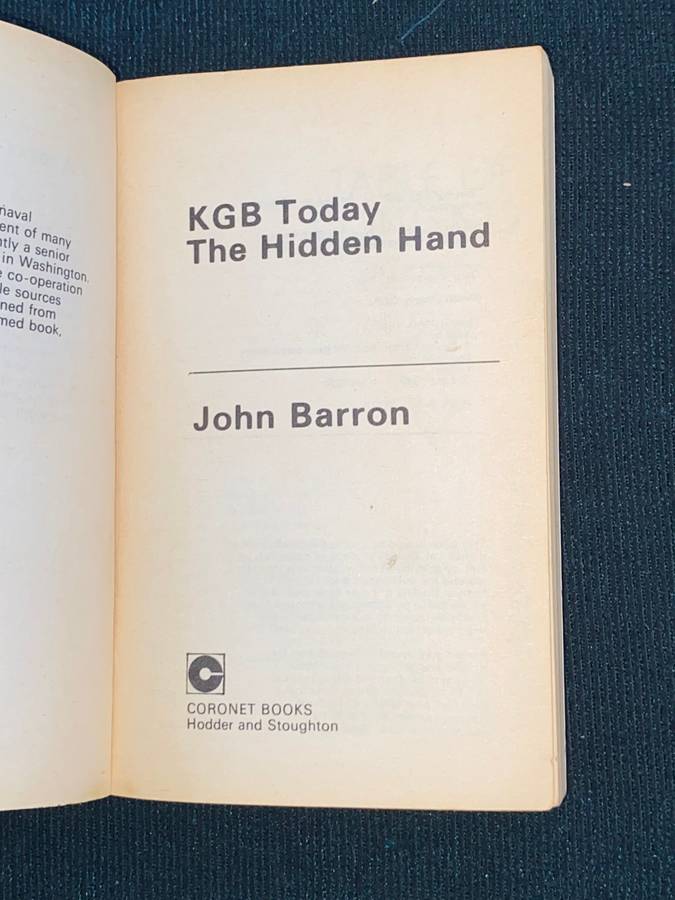 naval
ent of many
ntly a senior
in Washington.
co-operation
le sources
ned from
med book,
KGB Today
The Hidden Hand
John Barron
CORONET BOOKS
Hodder and Stoughton